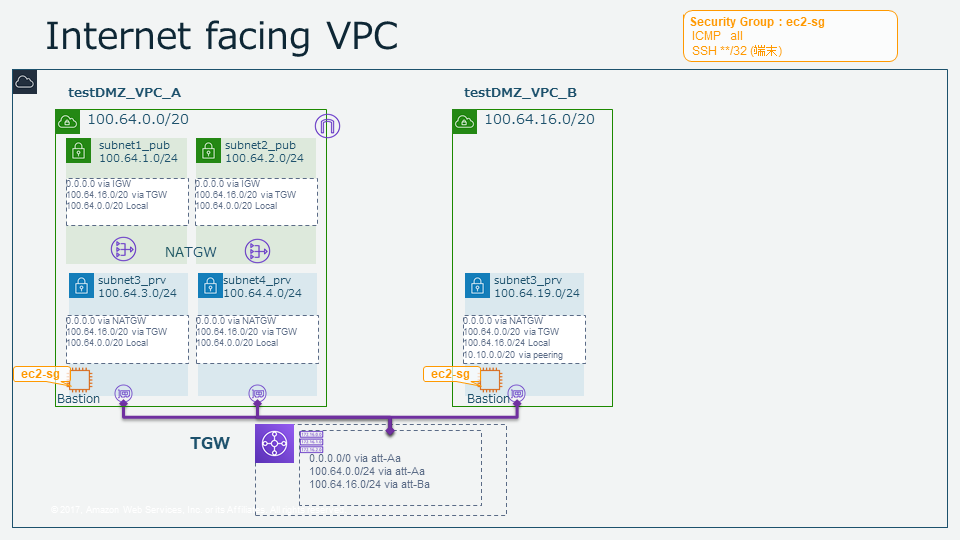 Internet facing VPC
Security Group：ec2-sg
ICMP all
SSH **/32 (端末)
testDMZ_VPC_A
100.64.0.0/20
subnet1_pub
100.64.1.0/24
0.0.0.0 via IGW
100.64.16.0/20 via TGW
100.64.0.0/20 Local
subnet2_pub
100.64.2.0/24
0.0.0.0 via IGW
100.64.16.0/20 via TGW
100.64.0.0/20 Local
NATGW
subnet3_prv
100.64.3.0/24
0.0.0.0 via NATGW
100.64.16.0/20 via TGW
100.64.0.0/20 Local
subnet4_prv
100.64.4.0/24
0.0.0.0 via NATGW
100.64.16.0/20 via TGW
100.64.0.0/20 Local
ec2-sg
Bastion
testDMZ_VPC_B
100.64.16.0/20
subnet3_prv
100.64.19.0/24
0.0.0.0 via NATGW
100.64.0.0/20 via TGW
100.64.16.0/24 Local
10.10.0.0/20 via peering
ec2-sg
Bastion
TGW
0.0.0.0/0 via att-Aa
100.64.0.0/24 via att-Aa
100.64.16.0/24 via att-Ba
© 2017, Amazon Web Services, Inc. or its Affiliates. All